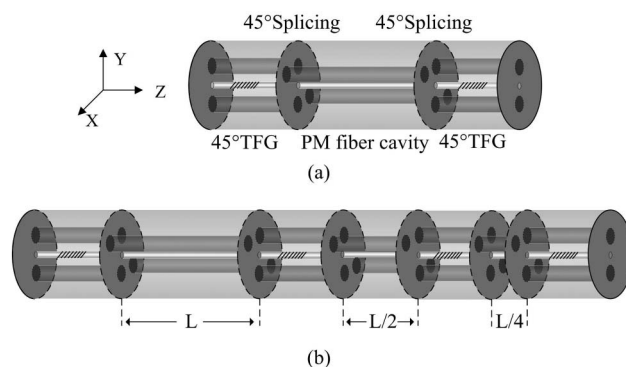 45°Splicing 45°Splicing
Y
Z
X
45°TFG PM fiber cavity 45°TFG
(a)
L L/2 L/4
(b)